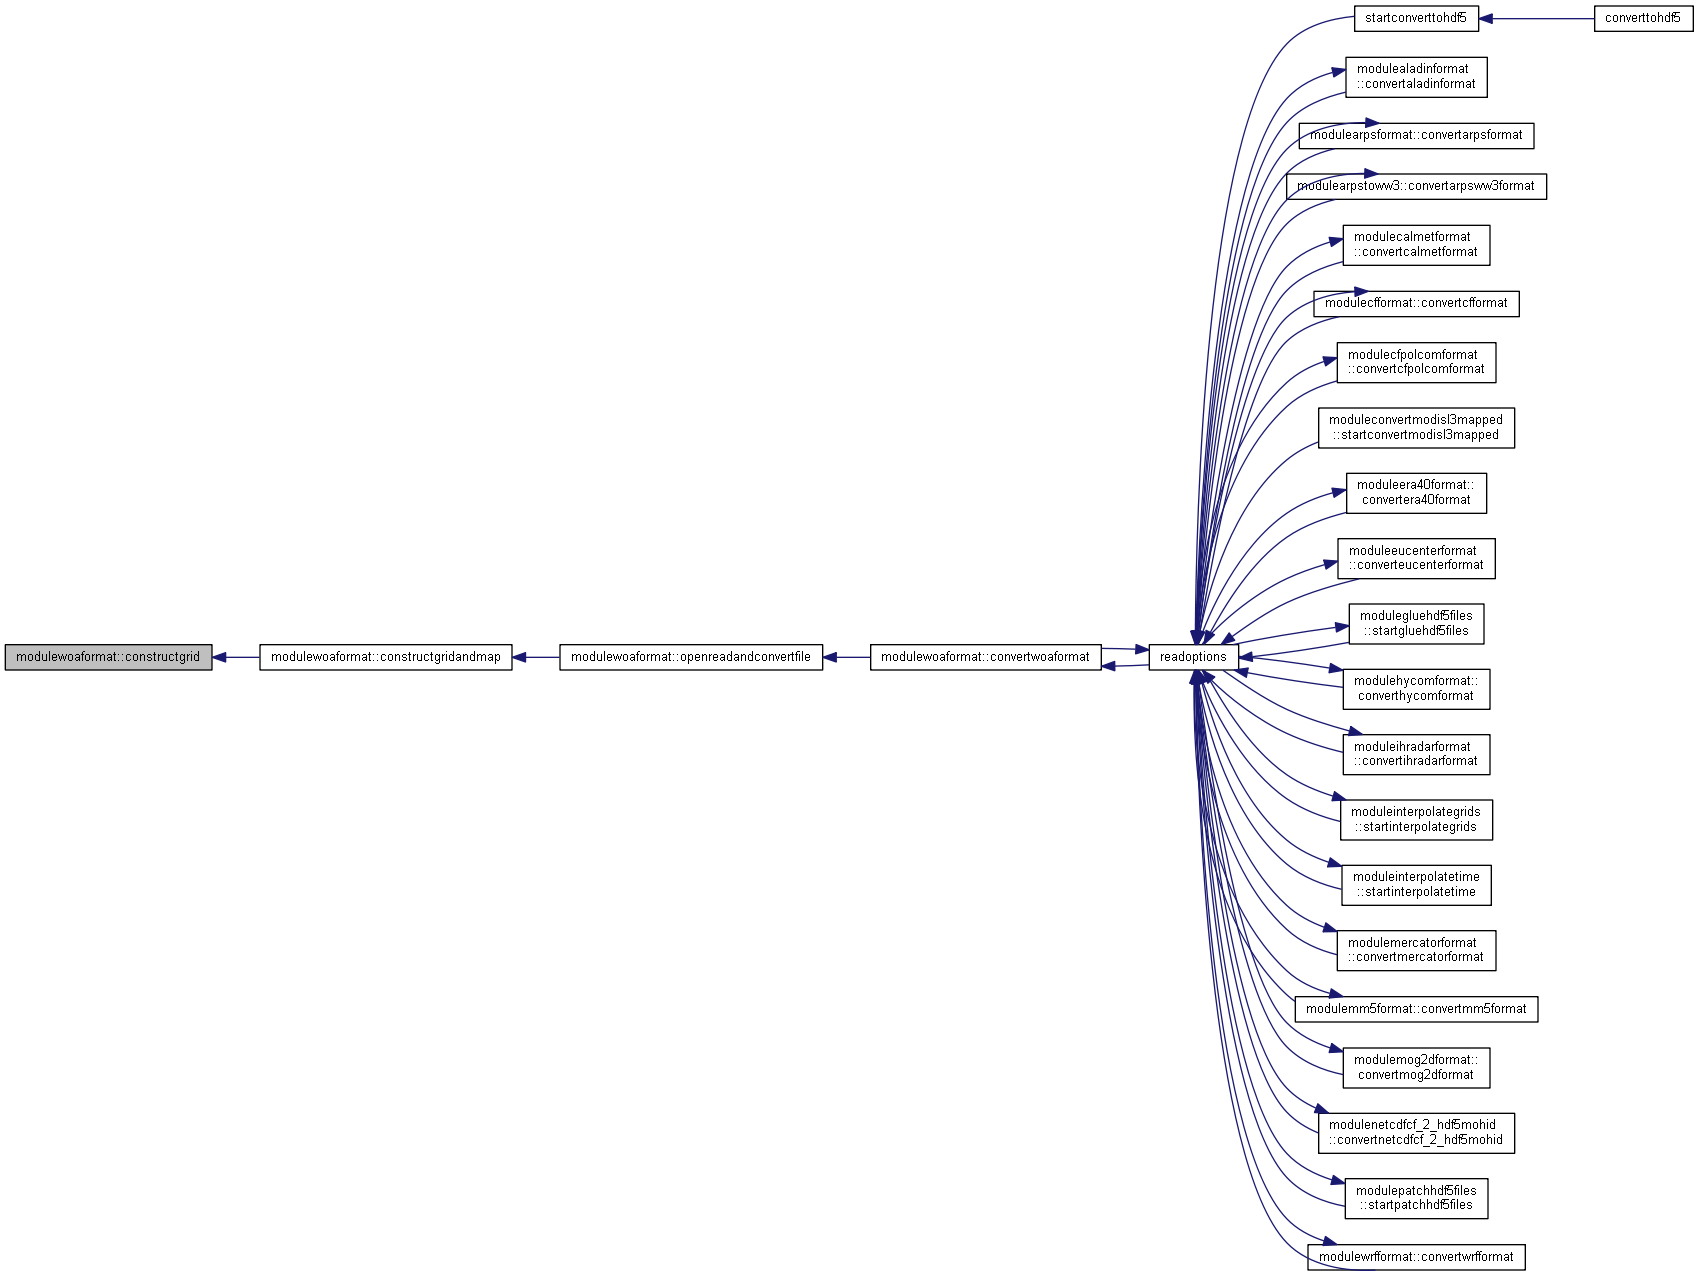 startconverttohdf5
converttohdf5
modulealadinformat
::convertaladinformat
modulearpsformat::convertarpsformat
modulearpstoww3::convertarpsww3format
modulecalmetformat
::convertcalmetformat
modulecfformat::convertcfformat
modulecfpolcomformat
::convertcfpolcomformat
moduleconvertmodisl3mapped
::startconvertmodisl3mapped
moduleera40format::
convertera40format
moduleeucenterformat
::converteucenterformat
modulegluehdf5files
::startgluehdf5files
modulewoaformat::constructgrid
modulewoaformat::constructgridandmap
modulewoaformat::openreadandconvertfile
modulewoaformat::convertwoaformat
readoptions
modulehycomformat::
converthycomformat
moduleihradarformat
::convertihradarformat
moduleinterpolategrids
::startinterpolategrids
moduleinterpolatetime
::startinterpolatetime
modulemercatorformat
::convertmercatorformat
modulemm5format::convertmm5format
modulemog2dformat::
convertmog2dformat
modulenetcdfcf_2_hdf5mohid
::convertnetcdfcf_2_hdf5mohid
modulepatchhdf5files
::startpatchhdf5files
modulewrfformat::convertwrfformat